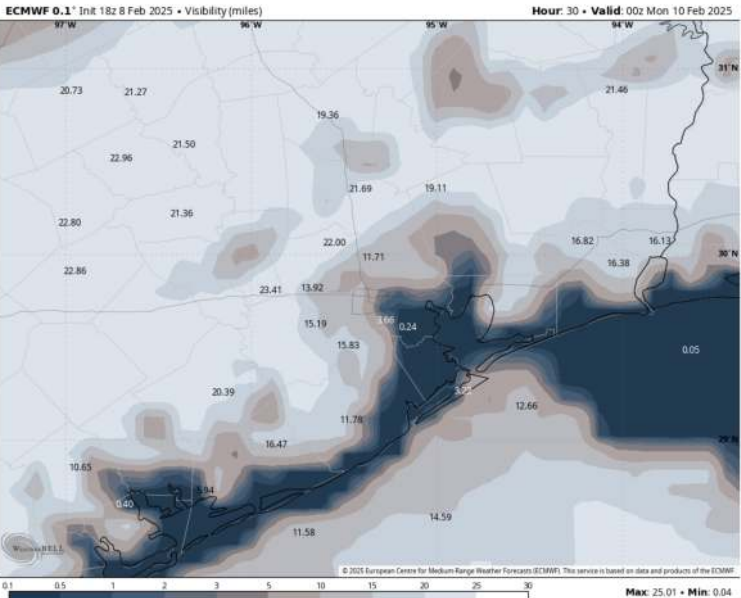 ECMWF 0.1° Init 18z 8 Feb 2025 • Visibility (miles) Hour: 30 • Valid: 00z Mon 10 Feb 2025
97°W 96°W 95°W 94°W
31°N
20.73 21.27 21.46
19.36
21.50
22.96
21.69 19.11
21.36
22.80
22.00 16.82 16.13
11.71 30°N
16.38
22.86
23.41 13.92
15.19 3.66 0.24
15.83 0.05
20.39 3.22
12.66
11.78
16.47 29°N
10.65
5.94
0.40
14.59
11.58
WEATHERBELL
© 2025 European Centre for Medium-Range Weather Forecasts (ECMWF). This service is based on data and products of the ECMWF.
0.1 0.5 1 2 3 5 10 15 20 25 30
Max: 25.01 • Min: 0.04